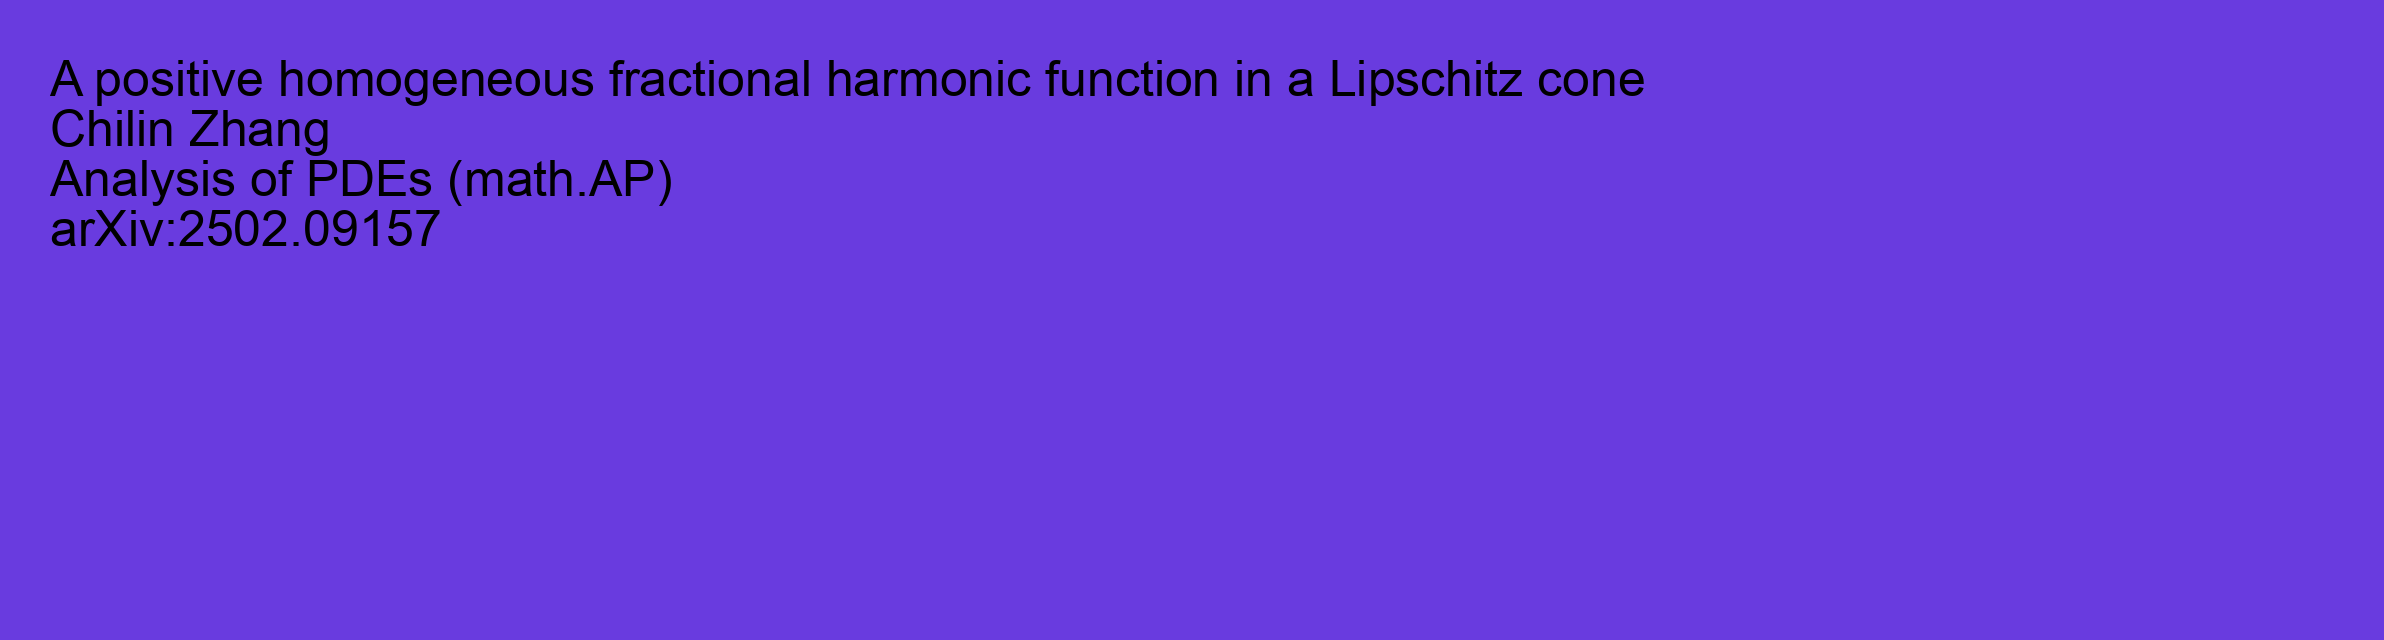 A positive homogeneous fractional harmonic function in a Lipschitz cone
Chilin Zhang
Analysis of PDEs (math.AP)
arXiv:2502.09157